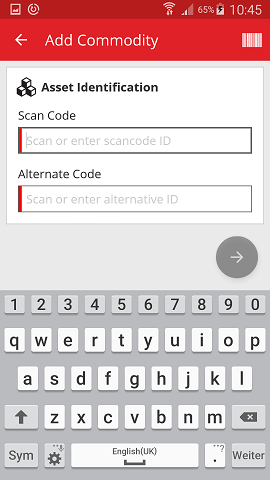 65% 10:45
Add Commodity
Asset Identification
Scan Code
Scan or enter scancode ID
Alternate Code
Scan or enter alternative ID
1 2 3 4 5 6 7 8 9 0
q w e r t y u i o p
a s d f g h j k l
z x c v b n m
Sym English(UK) . ? Weiter